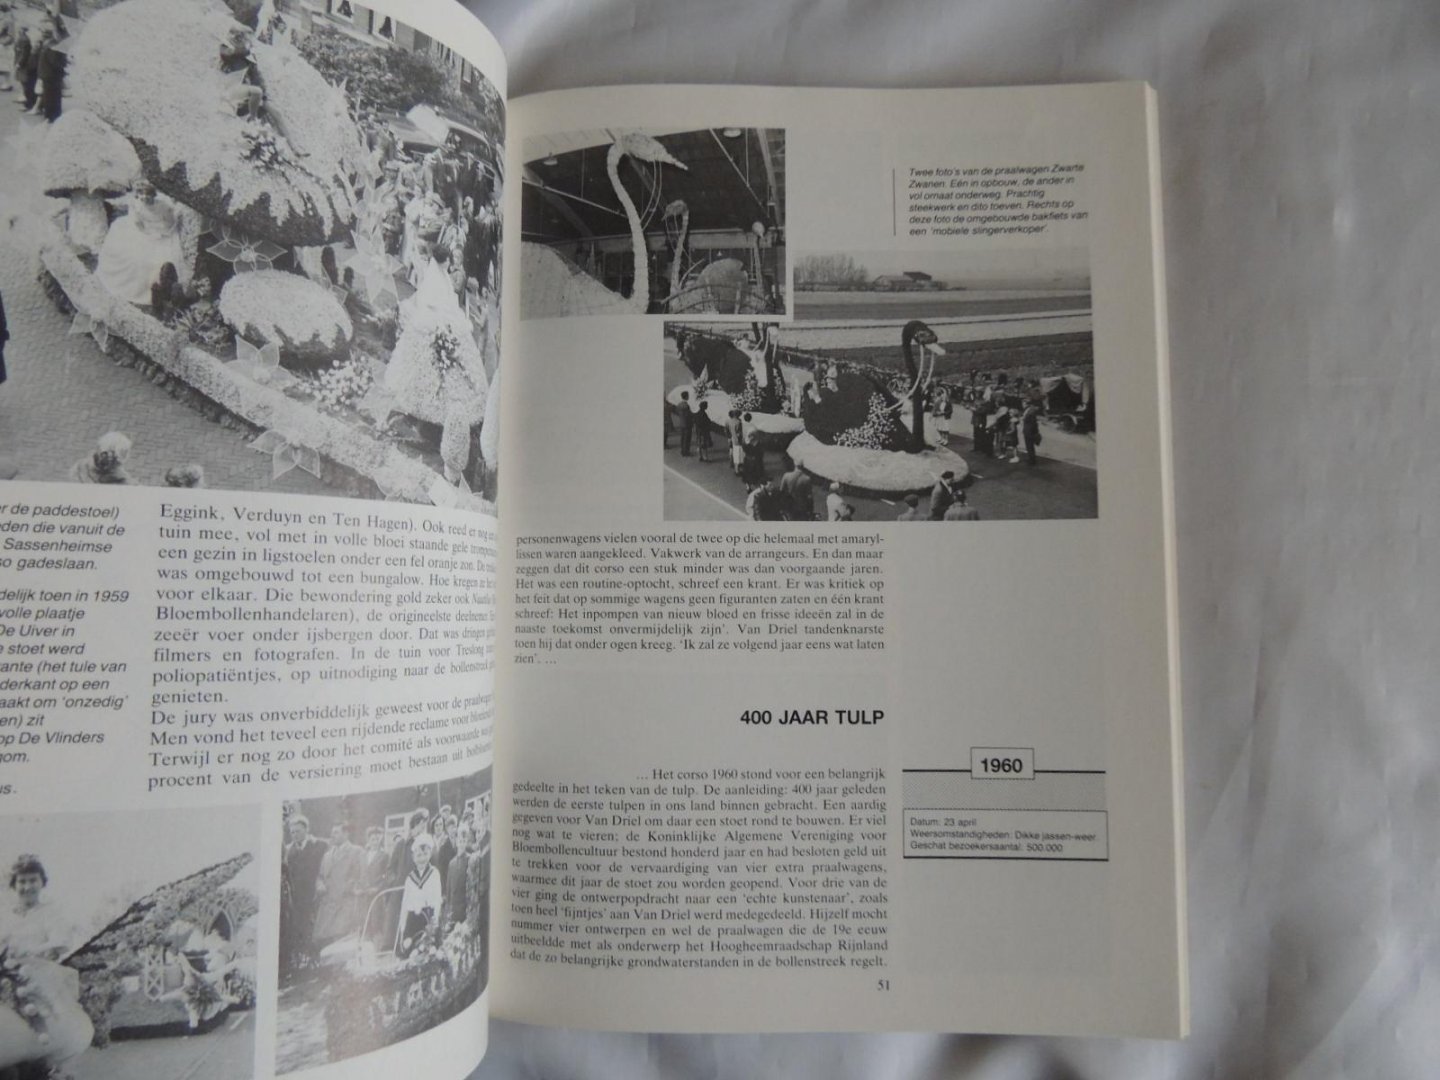 r de paddestoel)
den die vanuit de
Sassenheimse
so gadeslaan.
delijk toen in 1959
volle plaatje
De Uiver in
e stoet werd
ante (het tule van
derkant op een
aakt om ‘onzedig’
en) zit
op De Vlinders
gom.
us.
Eggink, Verduyn en Ten Hagen). Ook reed er nog
tuin mee, vol met in volle bloei staande gele
een gezin in ligstoelen onder een fel oranje zon. De
was omgebouwd tot een bungalow. Hoe kregen ze het
voor elkaar. Die bewondering gold zeker ook
Bloembollenhandelaren), de origineelste deelnemer.
zeeër voer onder ijsbergen door. Dat was dringen
filmers en fotografen. In de tuin voor Treslong
poliopatiëntjes, op uitnodiging naar de bollenstreek
genieten.
De jury was onverbiddelijk geweest voor de
Men vond het teveel een rijdende reclame voor
Terwijl er nog zo door het comité als voorwaarde
procent van de versiering moet bestaan uit
Twee foto's van de praalwagen Zwarte
Zwanen. Eén in opbouw, de ander in
vol ornaat onderweg. Prachtig
steekwerk en dito toeven. Rechts op
deze foto de omgebouwde bakfiets van
een ‘mobiele slingerverkoper’.
personenwagens vielen vooral de twee op die helemaal met amaryl-
lissen waren aangekleed. Vakwerk van de arrangeurs. En dan maar
zeggen dat dit corso een stuk minder was dan voorgaande jaren.
Het was een routine-optocht, schreef een krant. Er was kritiek op
het feit dat op sommige wagens geen figuranten zaten en één krant
schreef: Het inpompen van nieuw bloed en frisse ideeën zal in de
naaste toekomst onvermijdelijk zijn’. Van Driel tandenknarste
toen hij dat onder ogen kreeg. ‘Ik zal ze volgend jaar eens wat laten
zien’. ...
400 JAAR TULP
... Het corso 1960 stond voor een belangrijk
gedeelte in het teken van de tulp. De aanleiding: 400 jaar geleden
werden de eerste tulpen in ons land binnen gebracht. Een aardig
gegeven voor Van Driel om daar een stoet rond te bouwen. Er viel
nog wat te vieren: de Koninklijke Algemene Vereniging voor
Bloembollencultuur bestond honderd jaar en had besloten geld uit
te trekken voor de vervaardiging van vier extra praalwagens,
waarmee dit jaar de stoet zou worden geopend. Voor drie van de
vier ging de ontwerpopdracht naar een ‘echte kunstenaar’, zoals
toen heel ‘fijntjes’ aan Van Driel werd medegedeeld. Hijzelf mocht
nummer vier ontwerpen en wel de praalwagen die de 19e eeuw
uitbeeldde met als onderwerp het Hoogheemraadschap Rijnland
dat de zo belangrijke grondwaterstanden in de bollenstreek regelt.
1960
Datum: 23 april
Weersomstandigheden: Dikke jassen-weer.
Geschat bezoekersaantal: 500.000
51